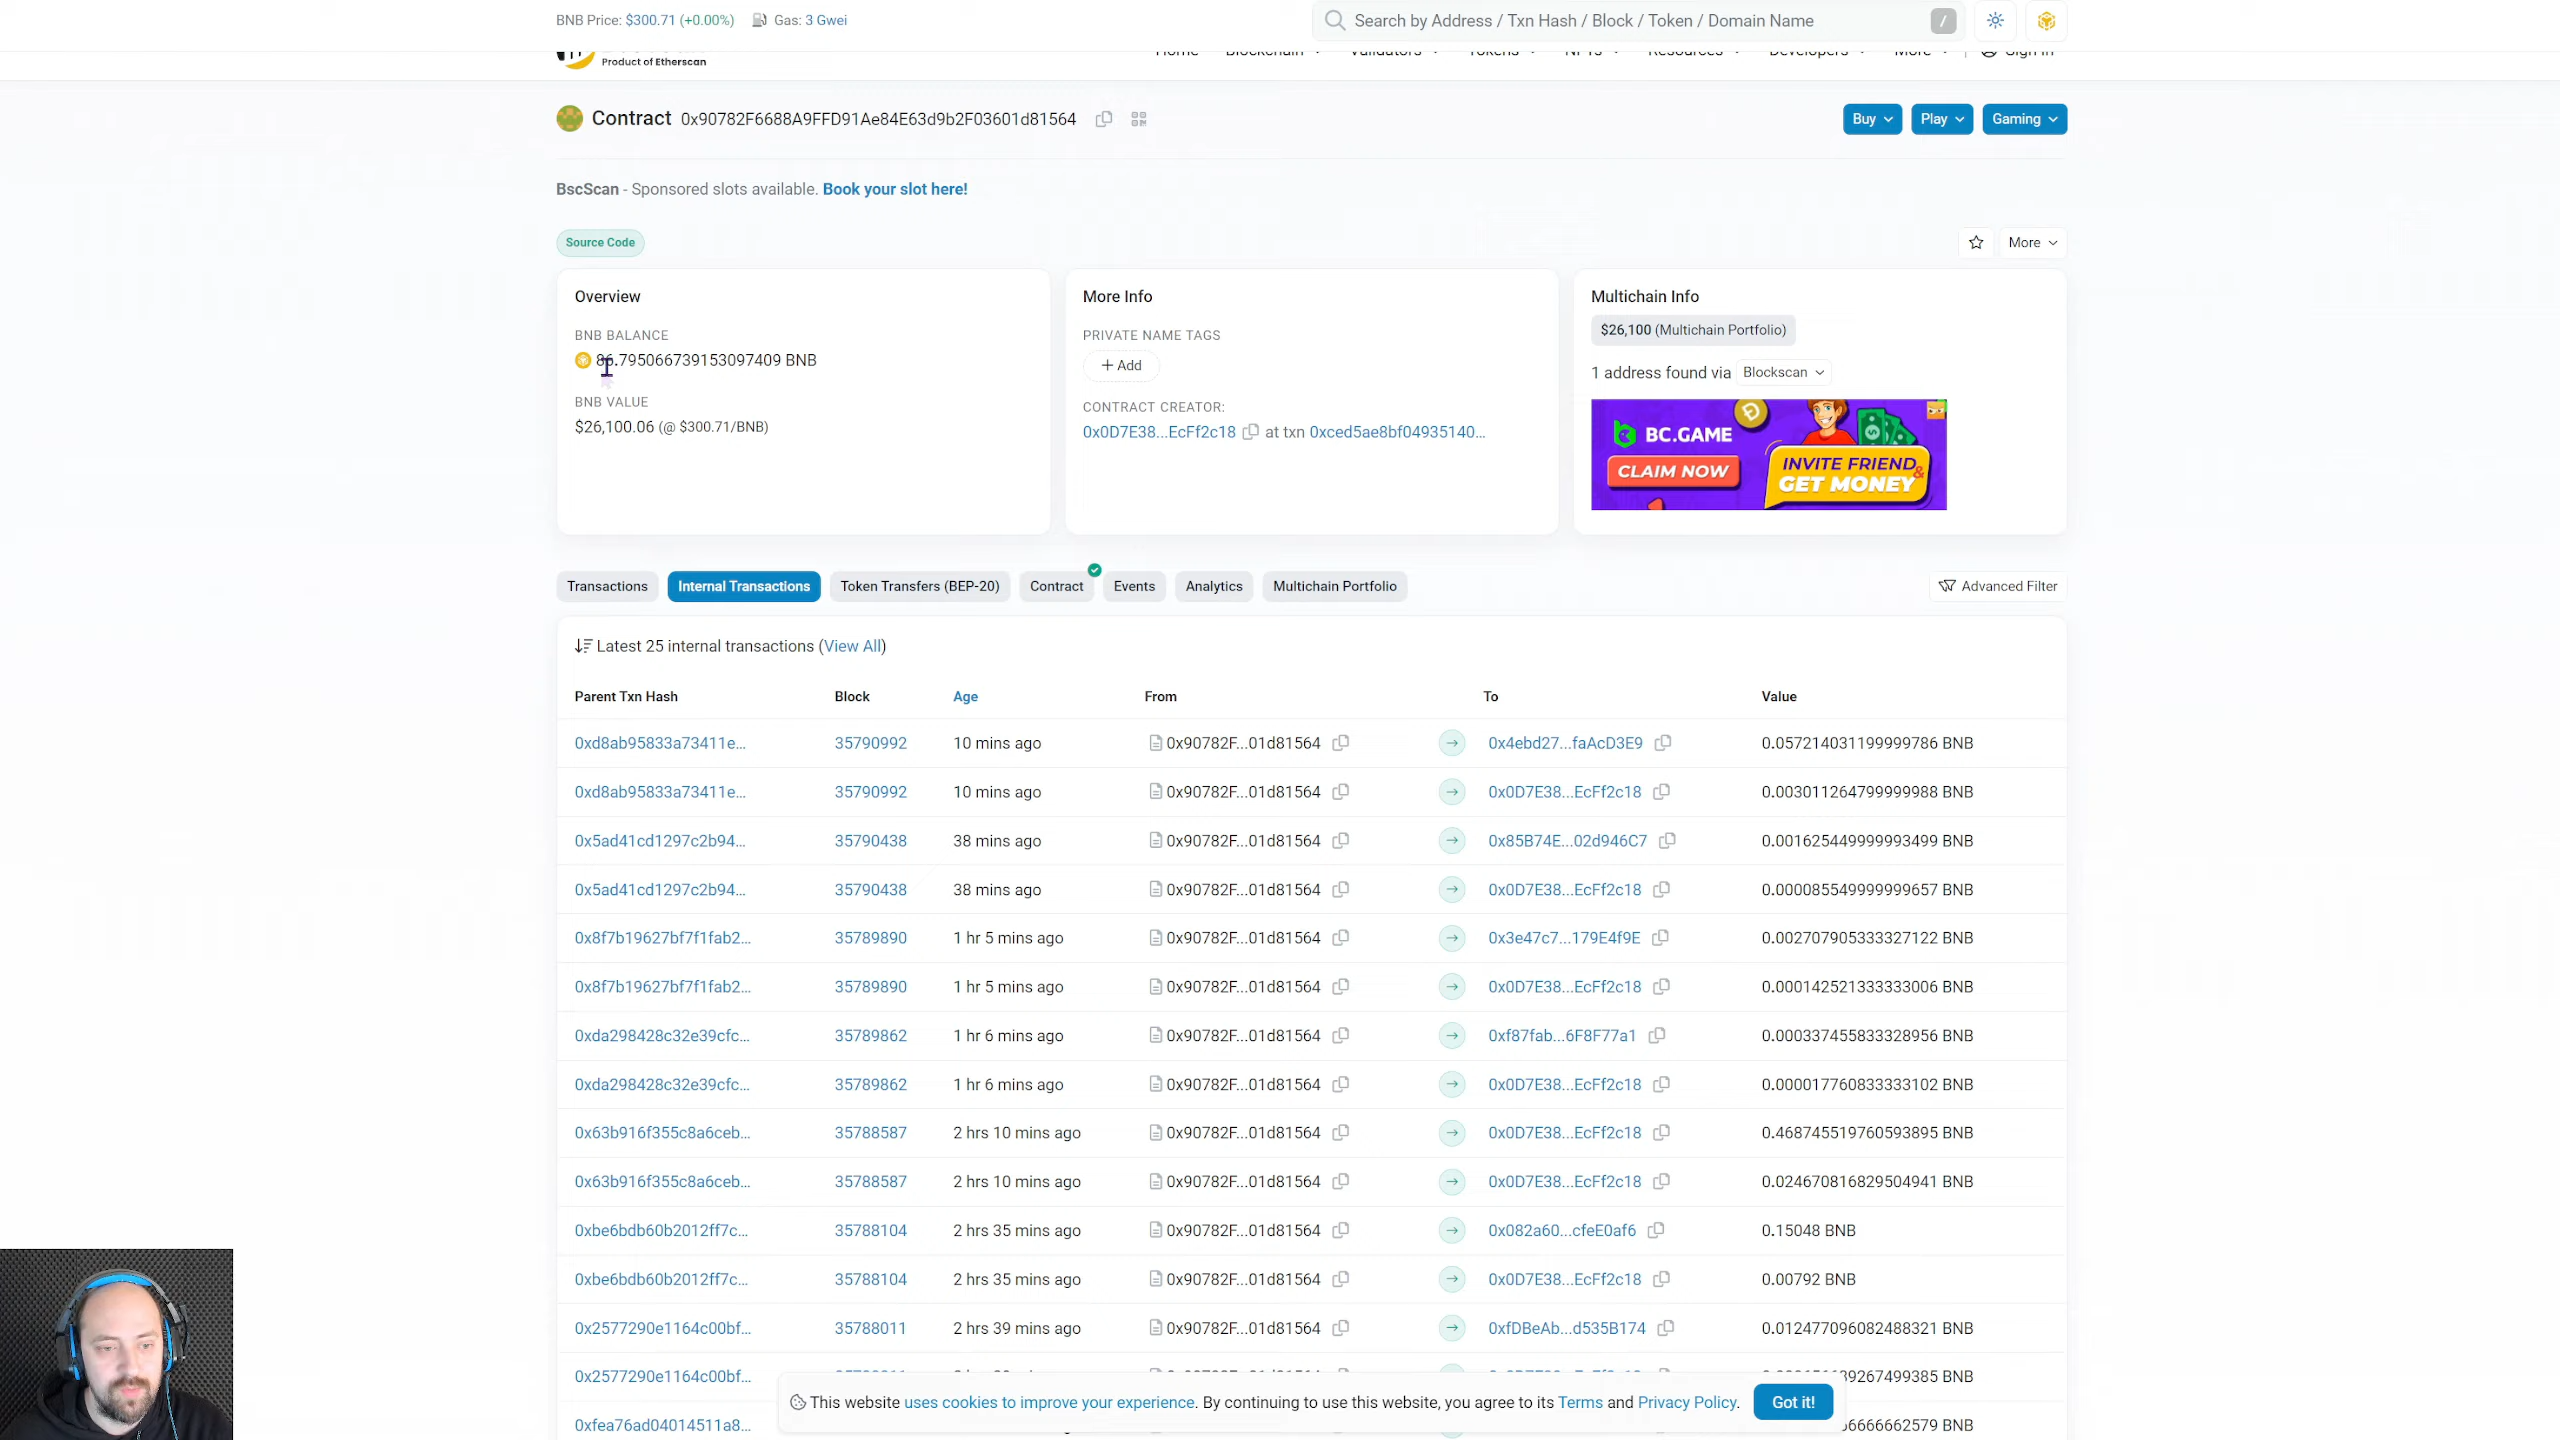 BNB Price: $300.71 (+0.00%) Gas: 3 Gwei
Search by Address / Txn Hash / Block / Token / Domain Name /
Product of Etherscan
Home Blockchain Validators Tokens NFTs Resources Developers More Sign In
Contract 0x90782F6688A9FFD91Ae84E63d9b2F03601d81564
Buy Play Gaming
BscScan - Sponsored slots available. Book your slot here!
Source Code
More
Overview
BNB BALANCE
86.795066739153097409 BNB
BNB VALUE
$26,100.06 (@ $300.71/BNB)
More Info
PRIVATE NAME TAGS
+ Add
CONTRACT CREATOR:
0x0D7E38...EcFf2c18 at txn 0xced5ae8bf04935140...
Multichain Info
$26,100 (Multichain Portfolio)
1 address found via Blockscan
BC.GAME
CLAIM NOW
INVITE FRIEND &
GET MONEY
Transactions Internal Transactions Token Transfers (BEP-20) Contract Events Analytics Multichain Portfolio
Advanced Filter
Latest 25 internal transactions (View All)
Parent Txn Hash Block Age From To Value
0xd8ab95833a73411e... 35790992 10 mins ago 0x90782F...01d81564 0x4ebd27...faAcD3E9 0.057214031199999786 BNB
0xd8ab95833a73411e... 35790992 10 mins ago 0x90782F...01d81564 0x0D7E38...EcFf2c18 0.003011264799999988 BNB
0x5ad41cd1297c2b94... 35790438 38 mins ago 0x90782F...01d81564 0x85B74E...02d946C7 0.001625449999993499 BNB
0x5ad41cd1297c2b94... 35790438 38 mins ago 0x90782F...01d81564 0x0D7E38...EcFf2c18 0.000085549999999657 BNB
0x8f7b19627bf7f1fab2... 35789890 1 hr 5 mins ago 0x90782F...01d81564 0x3e47c7...179E4f9E 0.002707905333327122 BNB
0x8f7b19627bf7f1fab2... 35789890 1 hr 5 mins ago 0x90782F...01d81564 0x0D7E38...EcFf2c18 0.000142521333333006 BNB
0xda298428c32e39cfc... 35789862 1 hr 6 mins ago 0x90782F...01d81564 0xf87fab...6F8F77a1 0.000337455833328956 BNB
0xda298428c32e39cfc... 35789862 1 hr 6 mins ago 0x90782F...01d81564 0x0D7E38...EcFf2c18 0.000017760833333102 BNB
0x63b916f355c8a6ceb... 35788587 2 hrs 10 mins ago 0x90782F...01d81564 0x0D7E38...EcFf2c18 0.468745519760593895 BNB
0x63b916f355c8a6ceb... 35788587 2 hrs 10 mins ago 0x90782F...01d81564 0x0D7E38...EcFf2c18 0.024670816829504941 BNB
0xbe6bdb60b2012ff7c... 35788104 2 hrs 35 mins ago 0x90782F...01d81564 0x082a60...cfeE0af6 0.15048 BNB
0xbe6bdb60b2012ff7c... 35788104 2 hrs 35 mins ago 0x90782F...01d81564 0x0D7E38...EcFf2c18 0.00792 BNB
0x2577290e1164c00bf... 35788011 2 hrs 39 mins ago 0x90782F...01d81564 0xfDBeAb...d535B174 0.012477096082488321 BNB
0x2577290e1164c00bf... 39267499385 BNB
This website uses cookies to improve your experience. By continuing to use this website, you agree to its Terms and Privacy Policy. Got it!
0xfea76ad04014511a8... 6666662579 BNB